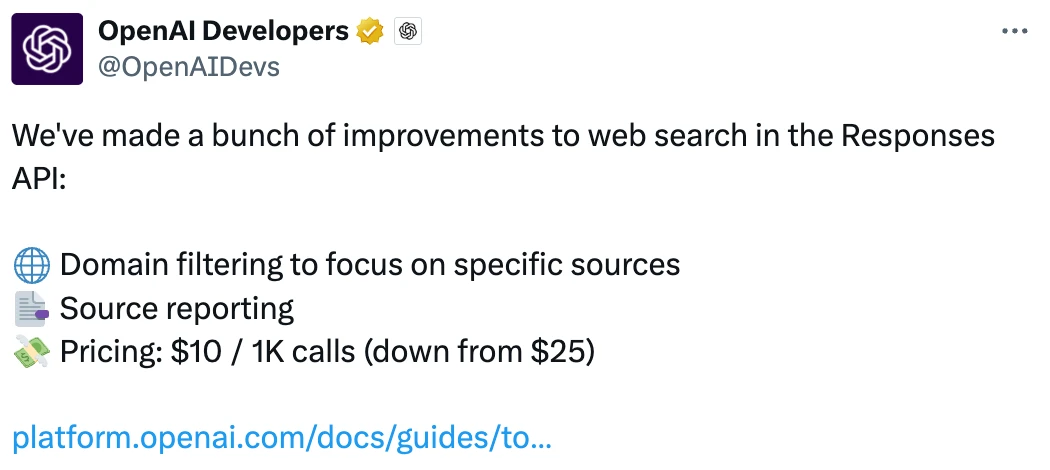 OpenAI Developers
@OpenAIDevs
We've made a bunch of improvements to web search in the Responses
API:
🌐 Domain filtering to focus on specific sources
📄 Source reporting
💸 Pricing: $10 / 1K calls (down from $25)
platform.openai.com/docs/guides/to...